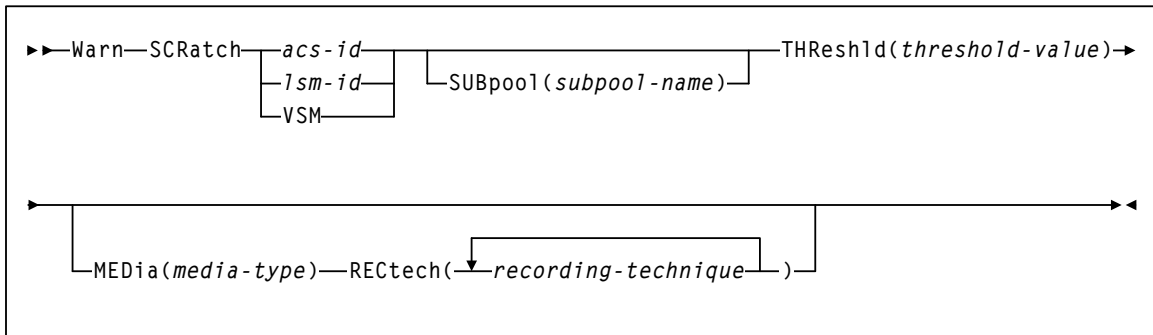 Warn SCRatch acs-id SUBpool(subpool-name) THReshld(threshold-value)
lsm-id
VSM
MEDia(media-type) RECtech( recording-technique )